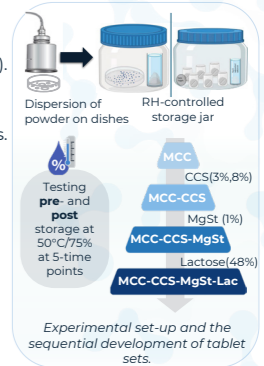 ).
s.
Dispersion of
powder on dishes
RH-controlled
storage jar
%
Testing
pre- and
post
storage at
50°C/75%
at 5-time
points
MCC
CCS(3%,8%)
MCC-CCS
MgSt (1%)
MCC-CCS-MgSt
Lactose(48%)
MCC-CCS-MgSt-Lac
Experimental set-up and the
sequential development of tablet
sets.